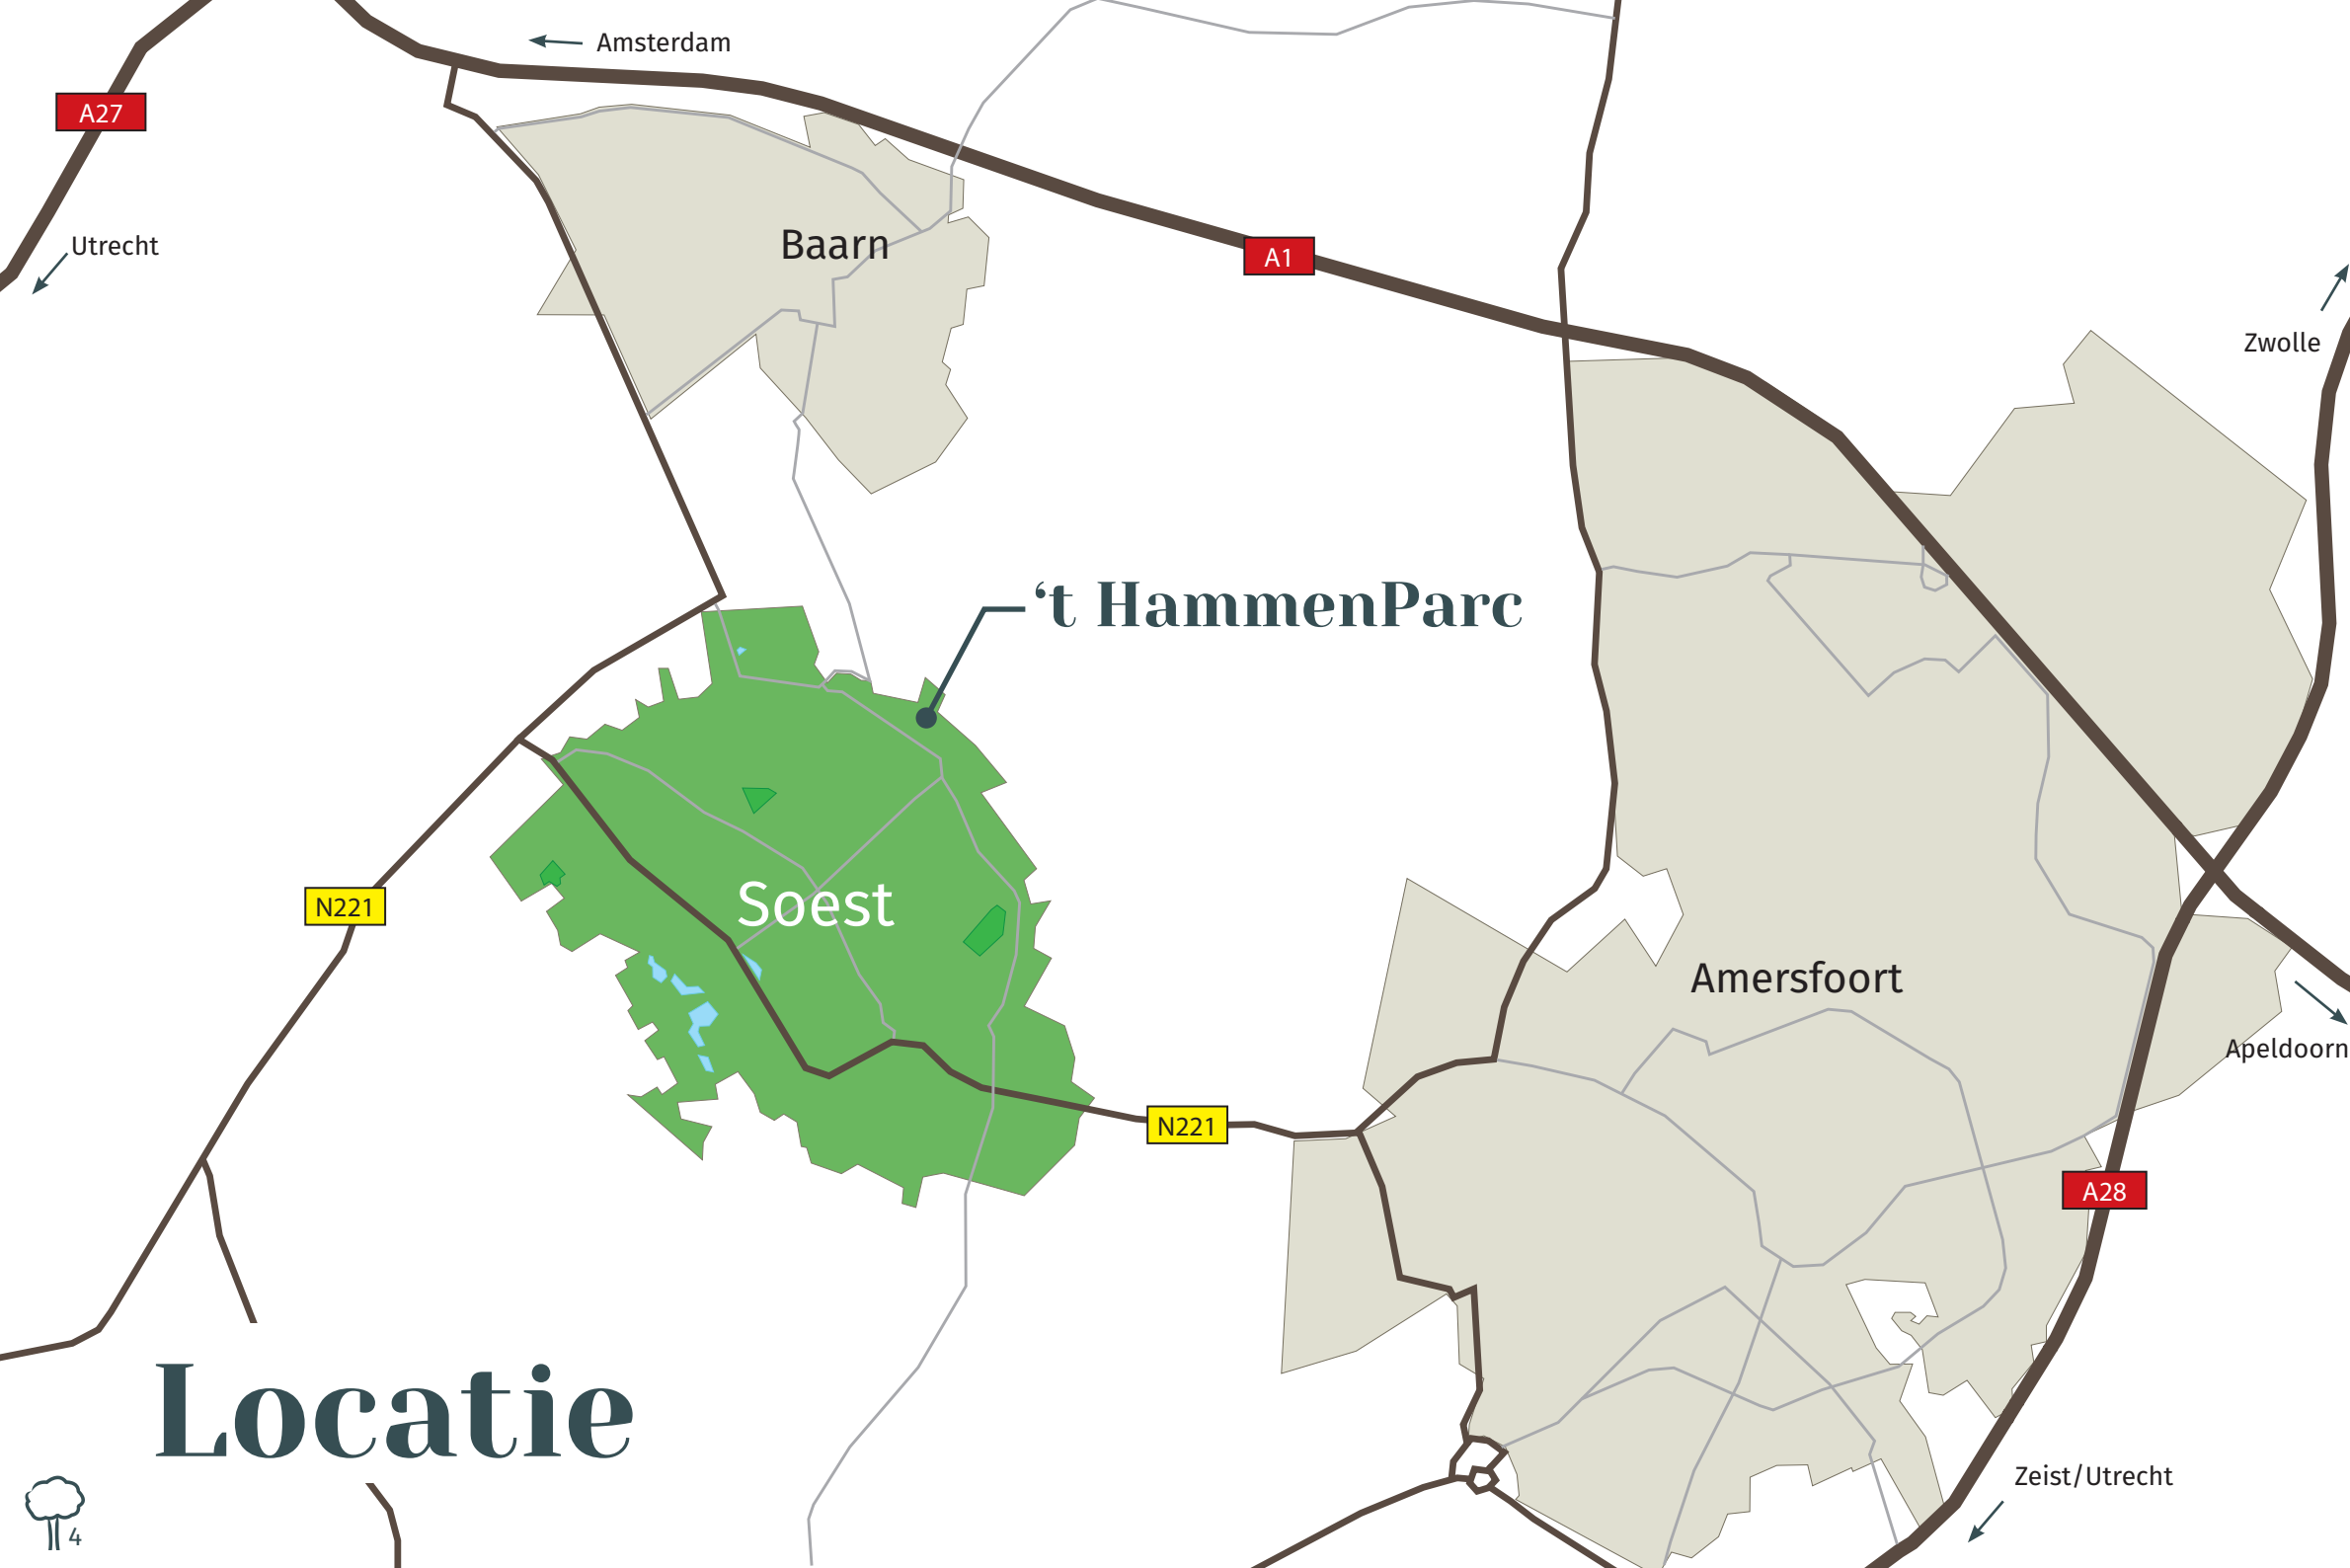 Amsterdam
A27
Utrecht
Baarn
A1
Zwolle
‘t HammenParc
N221
Soest
Amersfoort
Apeldoorn
N221
A28
Locatie
Zeist/Utrecht
4